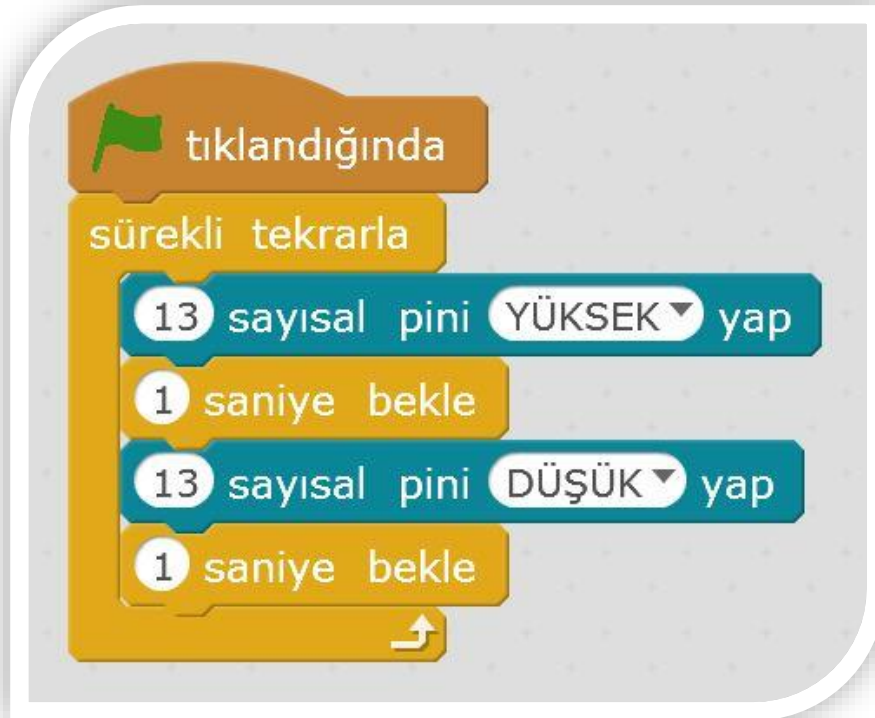 tıklandığında
sürekli tekrarla
13 sayısal pini YÜKSEK yap
1 saniye bekle
13 sayısal pini DÜŞÜK yap
1 saniye bekle